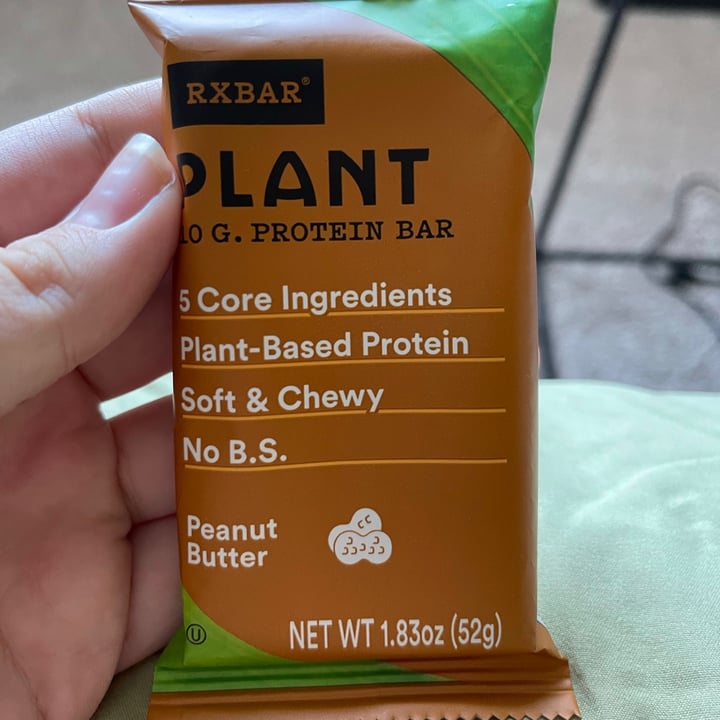 RXBAR®
PLANT
10 G. PROTEIN BAR
5 Core Ingredients
Plant-Based Protein
Soft & Chewy
No B.S.
Peanut
Butter
U
NET WT 1.83oz (52g)